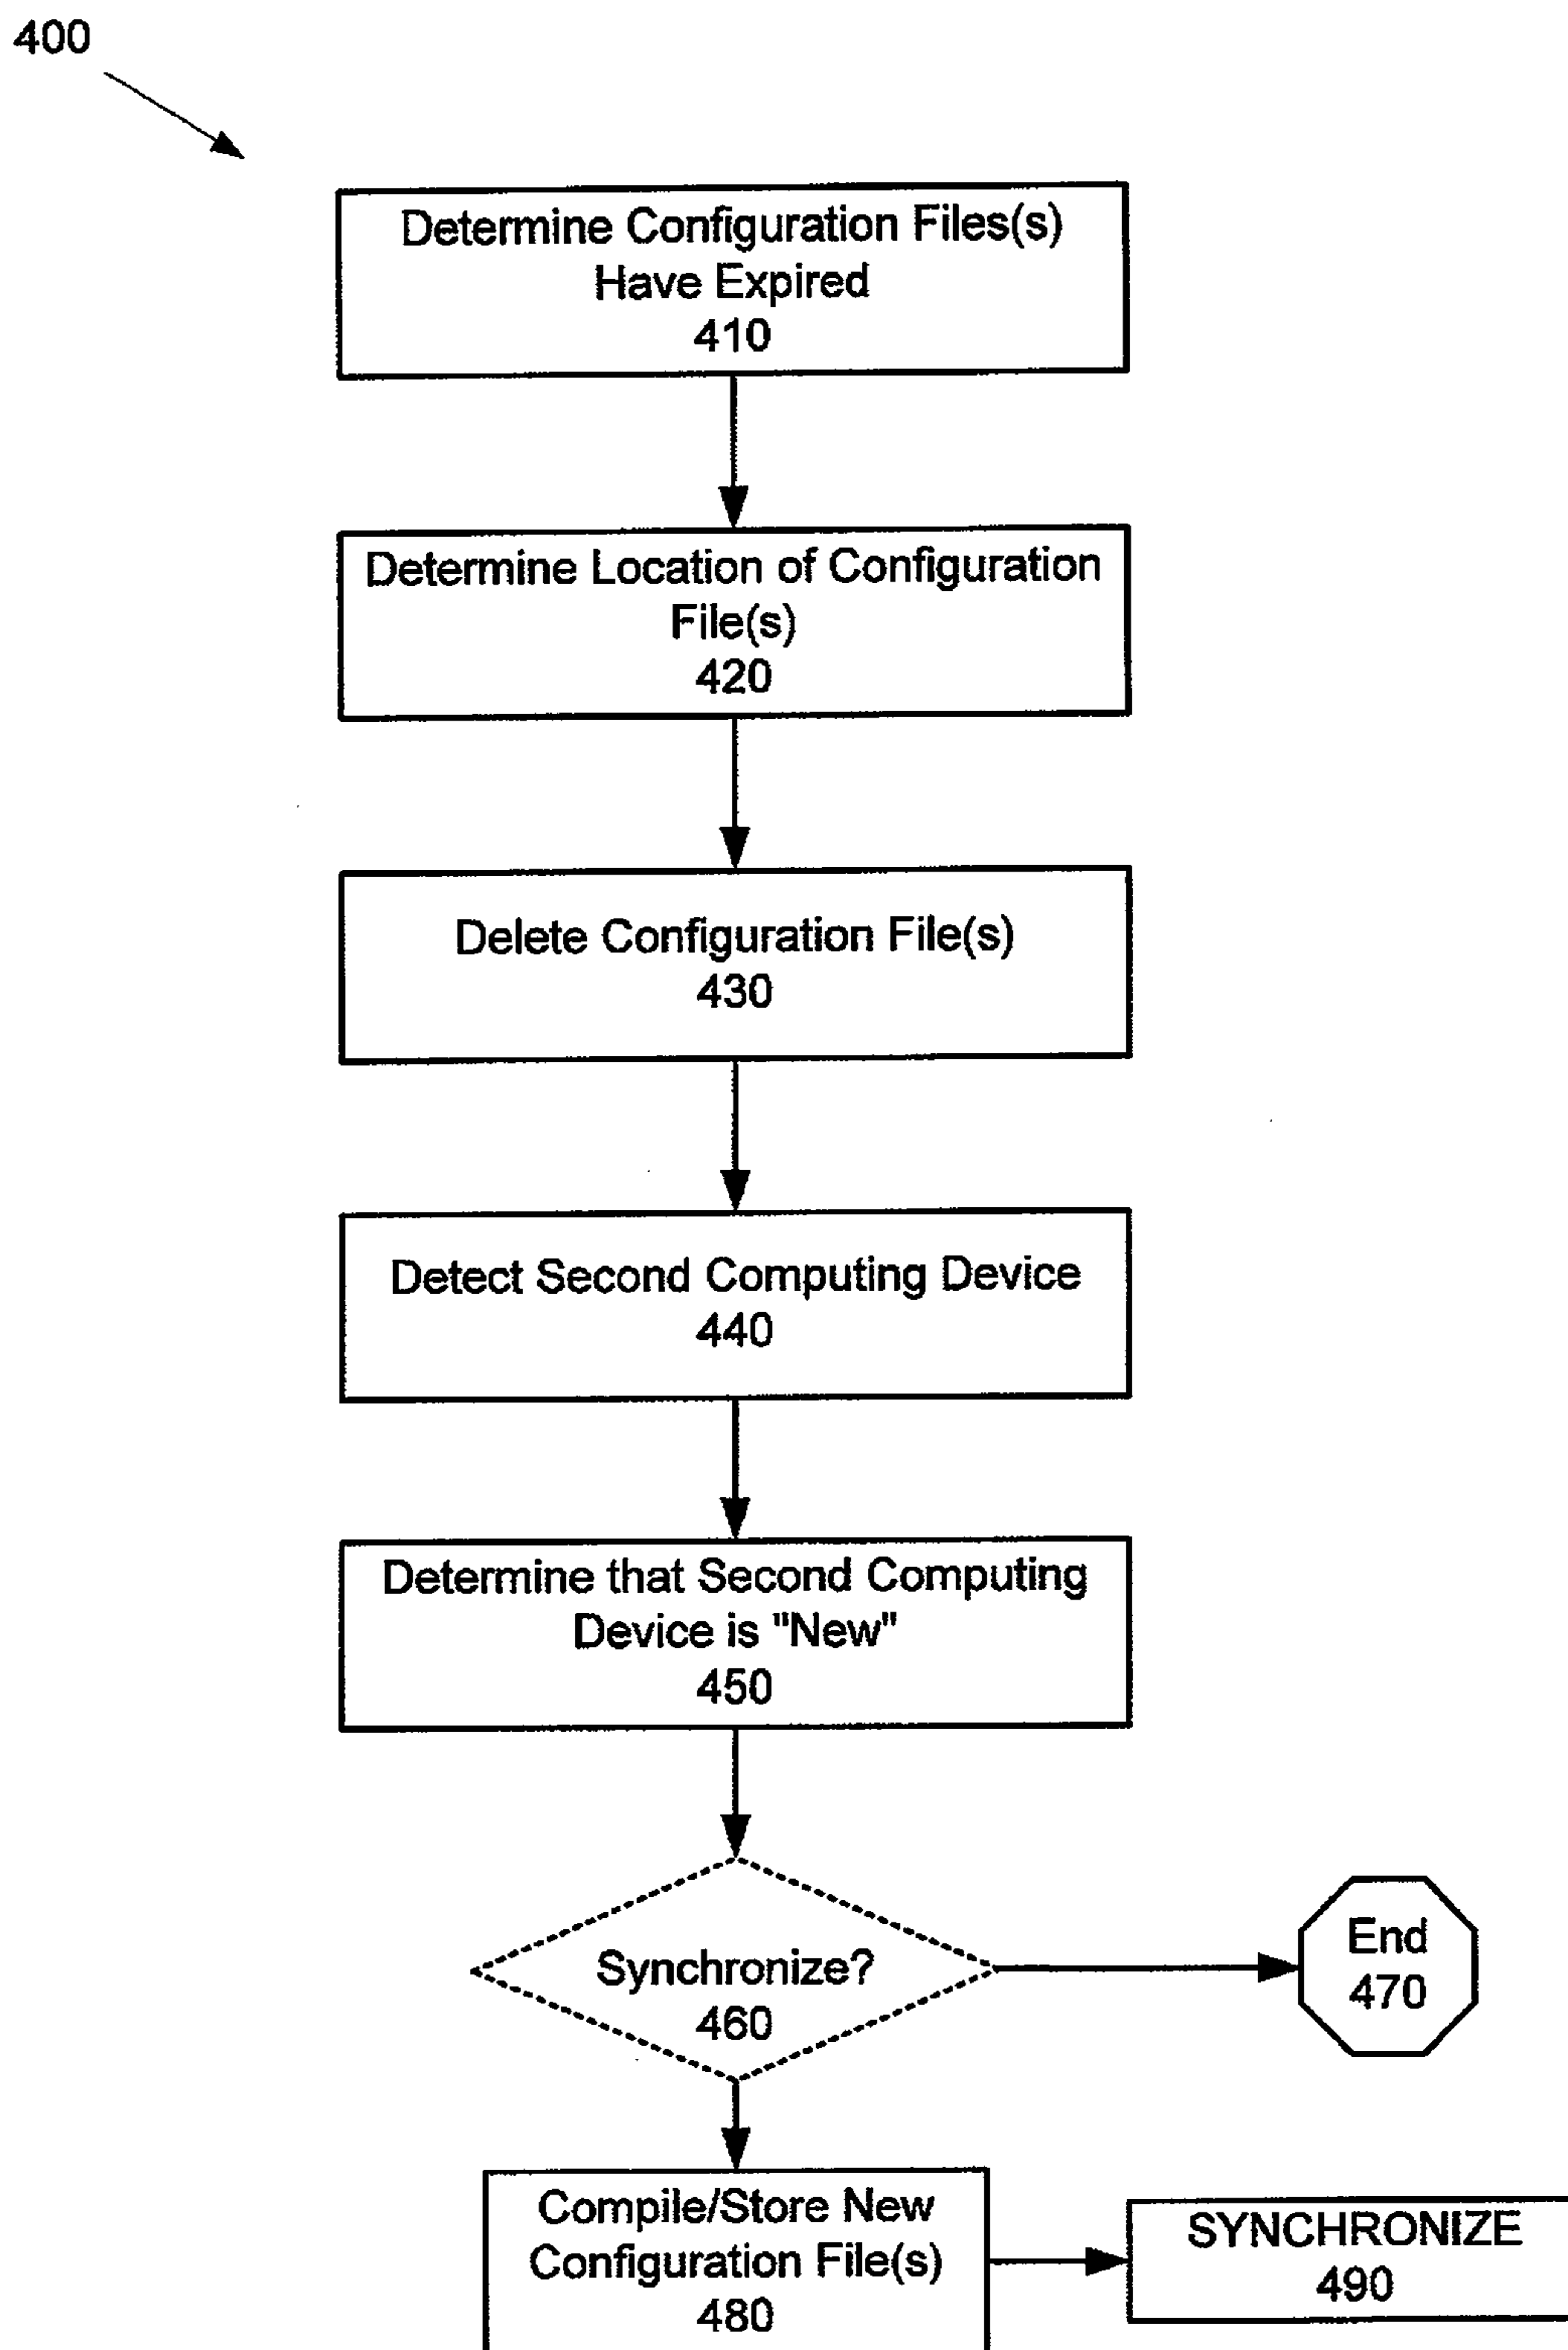 400
Determine Configuration Files(s)
Have Expired
410
Determine Location of Configuration
File(s)
420
Delete Configuration File(s)
430
Detect Second Computing Device
440
Determine that Second Computing
Device is "New"
450
Synchronize?
460
End
470
Compile/Store New
Configuration File(s)
480
SYNCHRONIZE
490